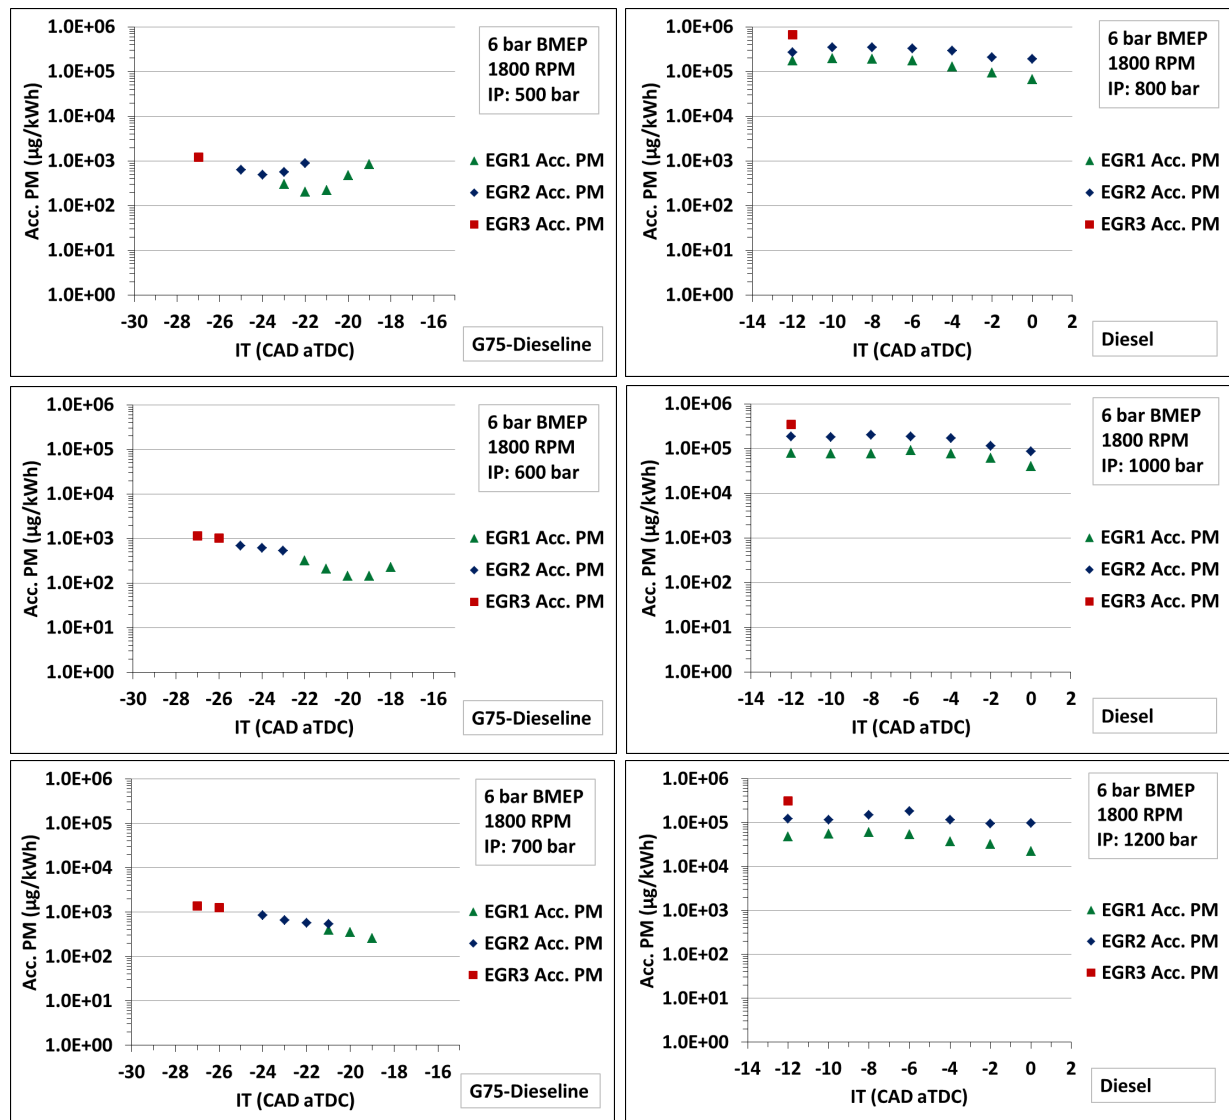 1.0E+06
1.0E+05
1.0E+04
1.0E+03
1.0E+02
1.0E+01
1.0E+00
Acc. PM (µg/kWh)
-30 -28 -26 -24 -22 -20 -18 -16
IT (CAD aTDC)
6 bar BMEP
1800 RPM
IP: 500 bar
EGR1 Acc. PM
EGR2 Acc. PM
EGR3 Acc. PM
G75-Dieseline
1.0E+06
1.0E+05
1.0E+04
1.0E+03
1.0E+02
1.0E+01
1.0E+00
Acc. PM (µg/kWh)
-14 -12 -10 -8 -6 -4 -2 0 2
IT (CAD aTDC)
6 bar BMEP
1800 RPM
IP: 800 bar
EGR1 Acc. PM
EGR2 Acc. PM
EGR3 Acc. PM
Diesel
1.0E+06
1.0E+05
1.0E+04
1.0E+03
1.0E+02
1.0E+01
1.0E+00
Acc. PM (µg/kWh)
-30 -28 -26 -24 -22 -20 -18 -16
IT (CAD aTDC)
6 bar BMEP
1800 RPM
IP: 600 bar
EGR1 Acc. PM
EGR2 Acc. PM
EGR3 Acc. PM
G75-Dieseline
1.0E+06
1.0E+05
1.0E+04
1.0E+03
1.0E+02
1.0E+01
1.0E+00
Acc. PM (µg/kWh)
-14 -12 -10 -8 -6 -4 -2 0 2
IT (CAD aTDC)
6 bar BMEP
1800 RPM
IP: 1000 bar
EGR1 Acc. PM
EGR2 Acc. PM
EGR3 Acc. PM
Diesel
1.0E+06
1.0E+05
1.0E+04
1.0E+03
1.0E+02
1.0E+01
1.0E+00
Acc. PM (µg/kWh)
-30 -28 -26 -24 -22 -20 -18 -16
IT (CAD aTDC)
6 bar BMEP
1800 RPM
IP: 700 bar
EGR1 Acc. PM
EGR2 Acc. PM
EGR3 Acc. PM
G75-Dieseline
1.0E+06
1.0E+05
1.0E+04
1.0E+03
1.0E+02
1.0E+01
1.0E+00
Acc. PM (µg/kWh)
-14 -12 -10 -8 -6 -4 -2 0 2
IT (CAD aTDC)
6 bar BMEP
1800 RPM
IP: 1200 bar
EGR1 Acc. PM
EGR2 Acc. PM
EGR3 Acc. PM
Diesel